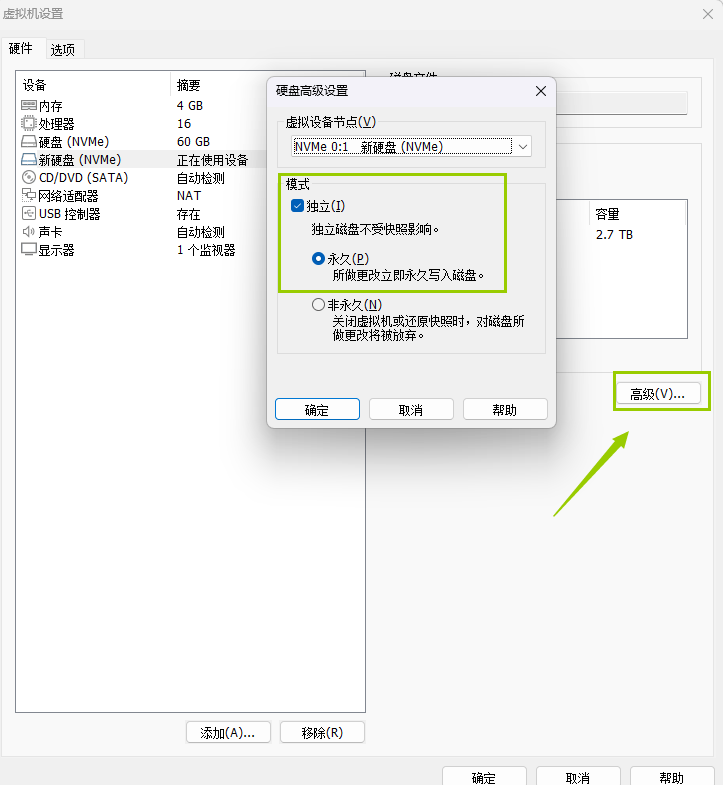 虚拟机设置
硬件 选项
设备 摘要
内存 4 GB
处理器 16
硬盘 (NVMe) 60 GB
新硬盘 (NVMe) 正在使用设备
CD/DVD (SATA) 自动检测
网络适配器 NAT
USB 控制器 存在
声卡 自动检测
显示器 1 个监视器
添加(A)... 移除(R)
硬盘高级设置
虚拟设备节点(V)
NVMe 0:1 新硬盘 (NVMe)
模式
独立(I)
独立磁盘不受快照影响。
永久(P)
所做更改立即永久写入磁盘。
非永久(N)
关闭虚拟机或还原快照时，对磁盘所
做更改将被放弃。
确定 取消 帮助
容量
2.7 TB
高级(V)...
确定 取消 帮助